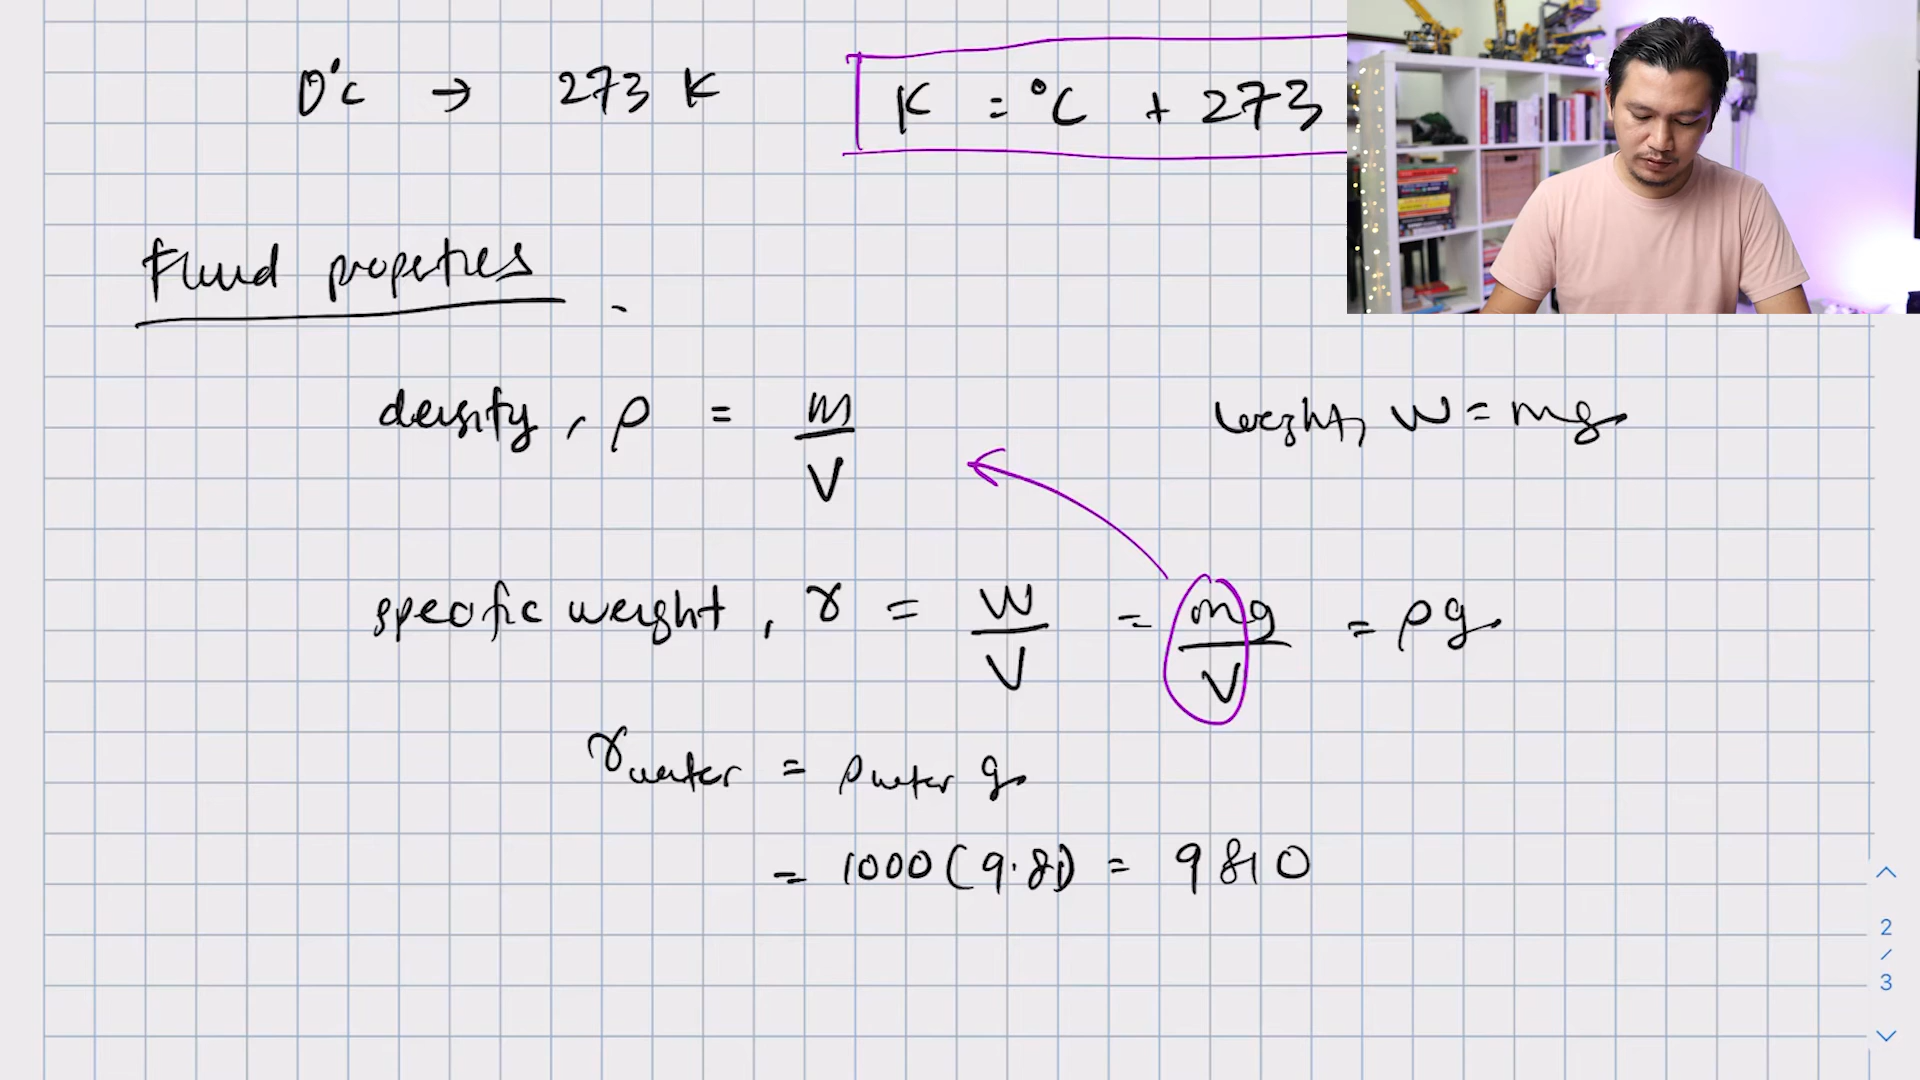 0°C → 273 K
K = °C + 273
Fluid properties
density, ρ = m/V
weight, W = mg
specific weight, γ = W/V = mg/V = ρg
γwater = ρwater g
= 1000 (9.81) = 9810
2
/
3